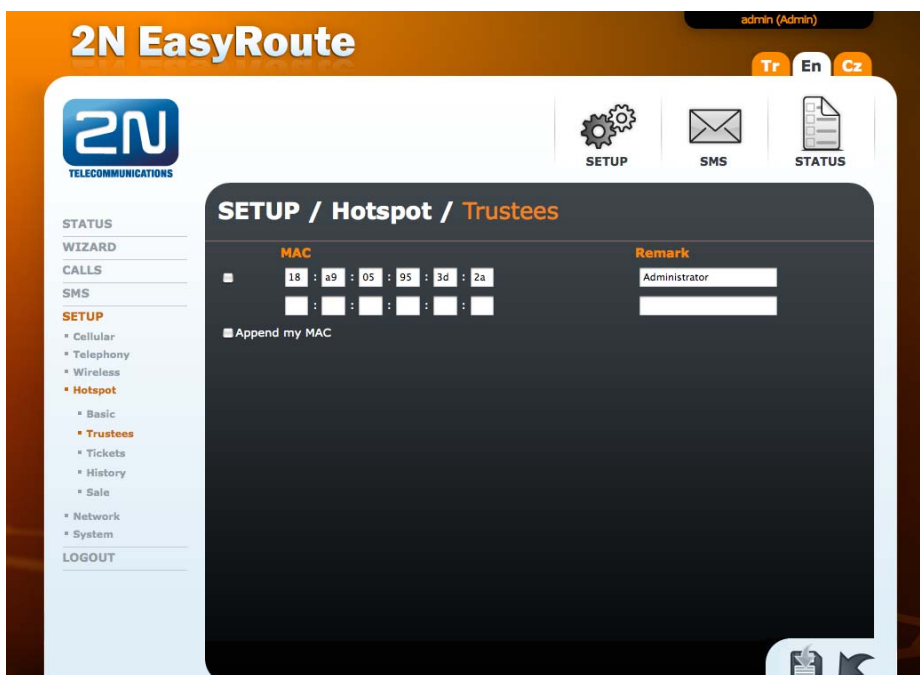 2N EasyRoute
admin (Admin)
Tr En Cz
2N
TELECOMMUNICATIONS
SETUP SMS STATUS
STATUS
WIZARD
CALLS
SMS
SETUP
Cellular
Telephony
Wireless
Hotspot
Basic
Trustees
Tickets
History
Sale
Network
System
LOGOUT
SETUP / Hotspot / Trustees
MAC Remark
18 : a9 : 05 : 95 : 3d : 2a Administrator
: : : : :
Append my MAC